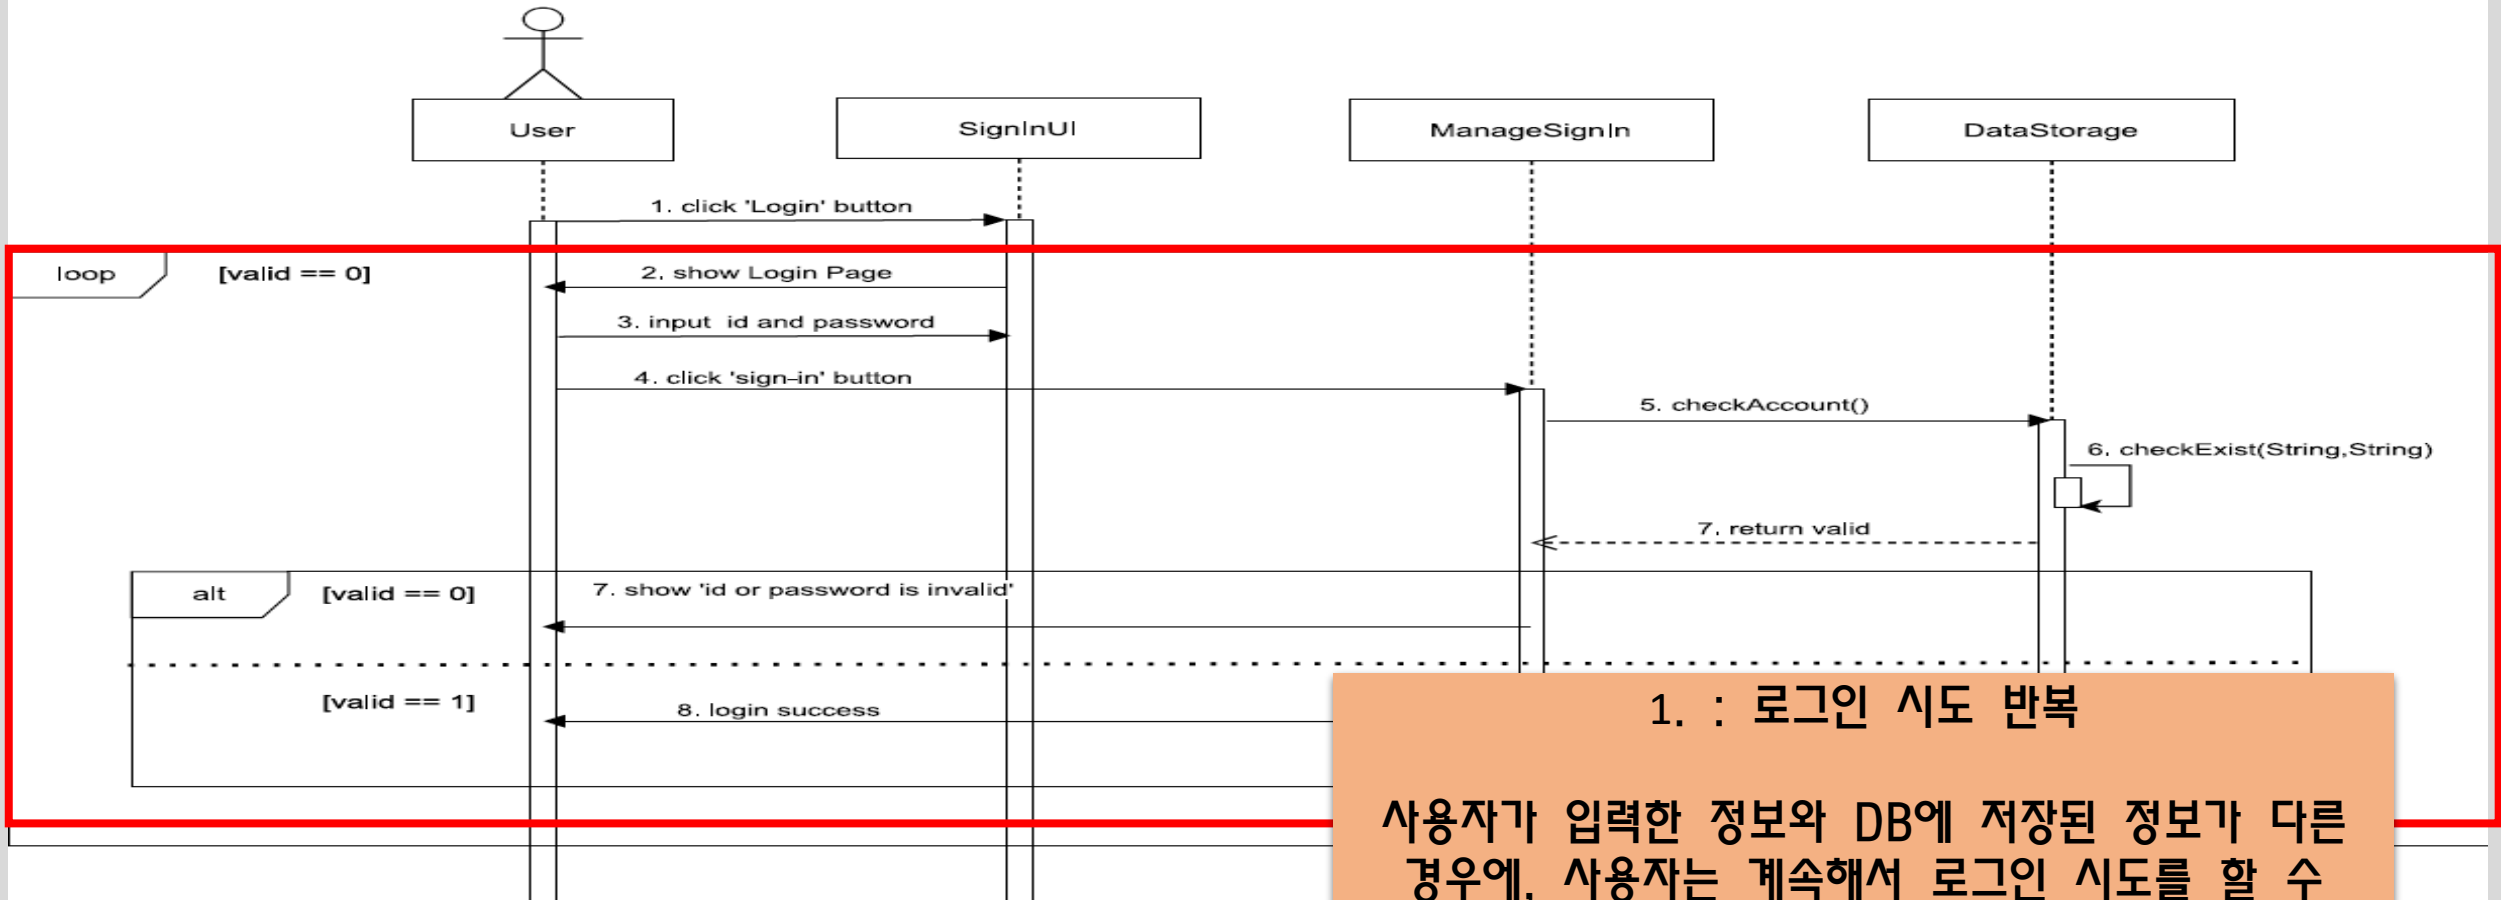 User
SignInUI
ManageSignIn
DataStorage
1. click 'Login' button
loop
[valid == 0]
2. show Login Page
3. input id and password
4. click 'sign-in' button
5. checkAccount()
6. checkExist(String,String)
7. return valid
alt
[valid == 0]
7. show 'id or password is invalid'
[valid == 1]
8. login success
1. : 로그인 시도 반복
사용자가 입력한 정보와 DB에 저장된 정보가 다른
경우에, 사용자는 계속해서 로그인 시도를 할 수